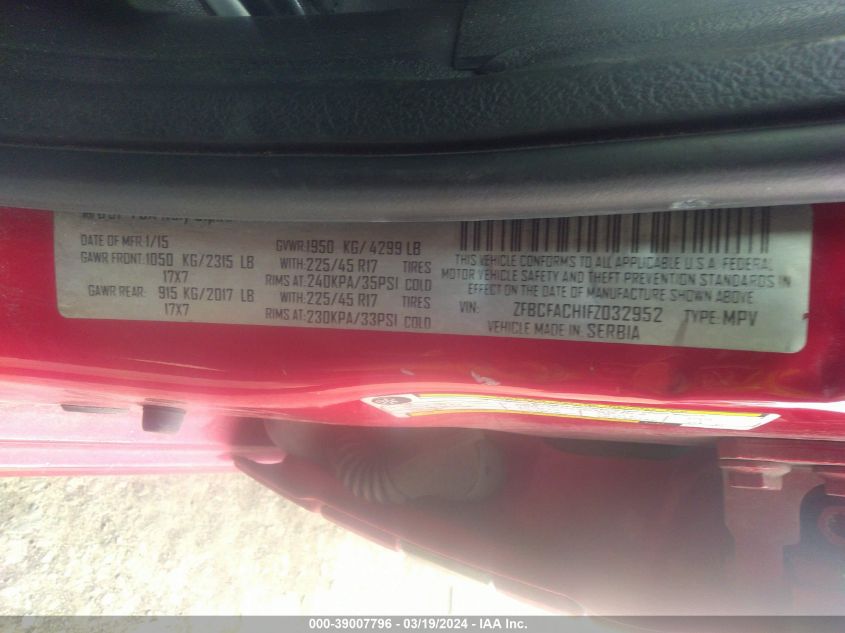 DATE OF MFR: 1/15
GVWR: 1950 KG/ 4299 LB
GAWR FRONT: 1050 KG/2315 LB
WITH: 225/45 R17 TIRES
17X7
RIMS AT: 240KPA/35PSI COLD
GAWR REAR: 915 KG/2017 LB
WITH: 225/45 R17 TIRES
17X7
RIMS AT: 230KPA/33PSI COLD
THIS VEHICLE CONFORMS TO ALL APPLICABLE U.S.A. FEDERAL
MOTOR VEHICLE SAFETY AND THEFT PREVENTION STANDARDS IN
EFFECT ON THE DATE OF MANUFACTURE SHOWN ABOVE
VIN: ZFBCFACH1FZ032952 TYPE: MPV
VEHICLE MADE IN: SERBIA
000-39007796 - 03/19/2024 - IAA Inc.